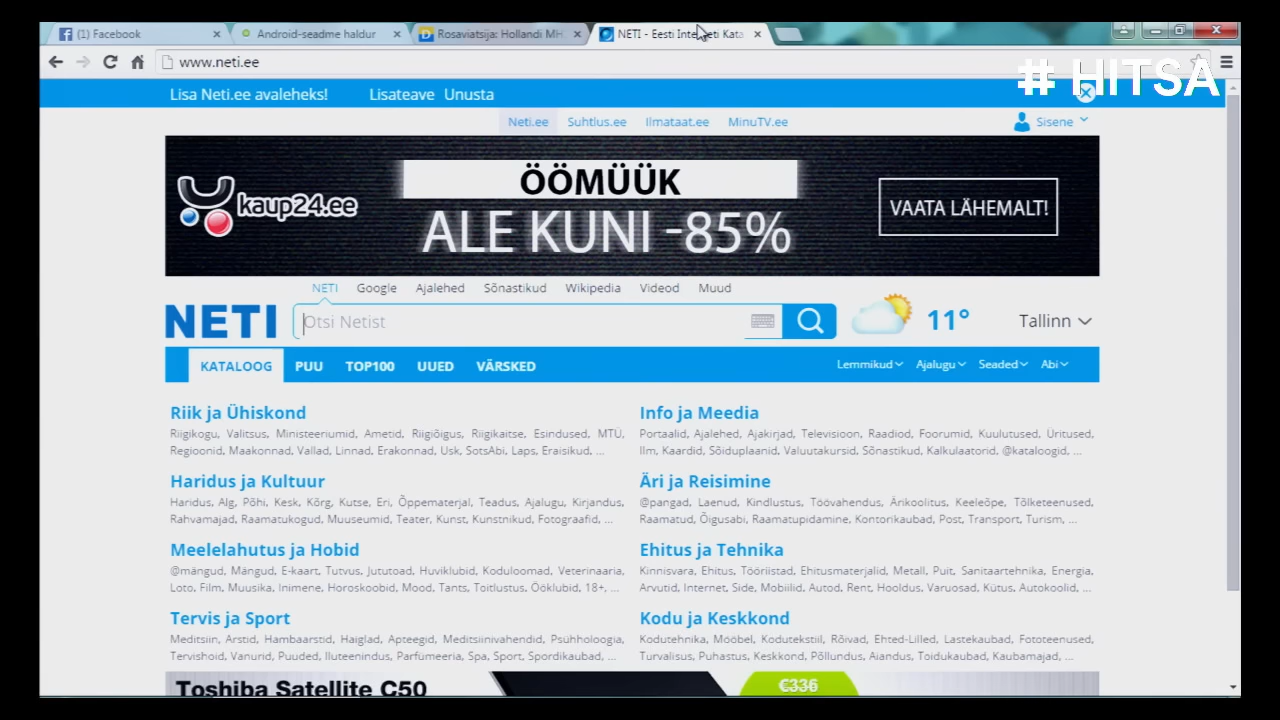 (1) Facebook
Android-seadme haldur
Rosaviatsija: Hollandi MH
NETI - Eesti Interneti Kata
www.neti.ee
# HITSA
Lisa Neti.ee avaleheks! Lisateave Unusta
Neti.ee Suhtlus.ee Ilmataat.ee MinuTV.ee Sisene
kaup24.ee
ÖÖMÜÜK
ALE KUNI -85%
VAATA LÄHEMALT!
NETI Google Ajalehed Sõnastikud Wikipedia Videod Muud
NETI
Otsi Netist
11°
Tallinn
KATALOOG PUU TOP100 UUED VÄRSKED
Lemmikud Ajalugu Seaded Abi
Riik ja Ühiskond
Riigikogu, Valitsus, Ministeeriumid, Ametid, Riigiõigus, Riigikaitse, Esindused, MTÜ,
Regioonid, Maakonnad, Vallad, Linnad, Erakonnad, Usk, SotsAbi, Laps, Eraisikud, ...
Haridus ja Kultuur
Haridus, Alg, Põhi, Kesk, Kõrg, Kutse, Eri, Õppematerjal, Teadus, Ajalugu, Kirjandus,
Rahvamajad, Raamatukogud, Muuseumid, Teater, Kunst, Kunstnikud, Fotograafid, ...
Meelelahutus ja Hobid
@mängud, Mängud, E-kaart, Tutvus, Jututoad, Huviklubid, Koduloomad, Veterinaaria,
Loto, Film, Muusika, Inimene, Horoskoobid, Mood, Tants, Toitlustus, Ööklubid, 18+, ...
Tervis ja Sport
Meditsiin, Arstid, Hambaarstid, Haiglad, Apteegid, Meditsiinivahendid, Psühholoogia,
Tervishoid, Vanurid, Puuded, Iluteenindus, Parfümeeria, Spa, Sport, Spordikaubad, ...
Info ja Meedia
Portaalid, Ajalehed, Ajakirjad, Televisioon, Raadiod, Foorumid, Kuulutused, Üritused,
Ilm, Kaardid, Sõiduplaanid, Valuutakursid, Sõnastikud, Kalkulaatorid, @kataloogid, ...
Äri ja Reisimine
@pangad, Laenud, Kindlustus, Töövahendus, Ärikoolitus, Keeleõpe, Tõlketeenused,
Raamatud, Õigusabi, Raamatupidamine, Kontorikaubad, Post, Transport, Turism, ...
Ehitus ja Tehnika
Kinnisvara, Ehitus, Tööriistad, Ehitusmaterjalid, Metall, Puit, Sanitaartehnika, Energia,
Arvutid, Internet, Side, Mobiilid, Autod, Rent, Hooldus, Varuosad, Kütus, Autokoolid, ...
Kodu ja Keskkond
Kodutehnika, Mööbel, Kodutekstiil, Rõivad, Ehted-Lilled, Lastekaubad, Fototeenused,
Turvalisus, Puhastus, Keskkond, Põllundus, Aiandus, Toidukaubad, Kaubamajad, ...
Toshiba Satellite C50
€336